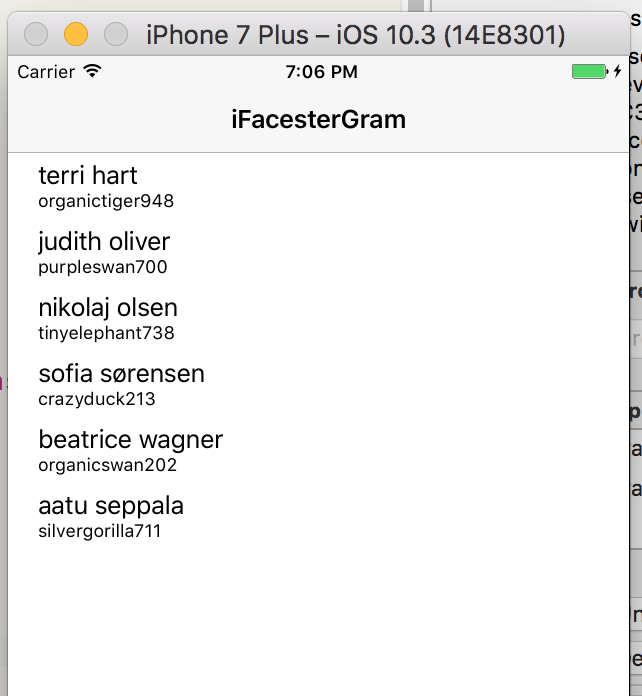 iPhone 7 Plus – iOS 10.3 (14E8301)
Carrier 7:06 PM
iFacesterGram
terri hart
organictiger948
judith oliver
purpleswan700
nikolaj olsen
tinyelephant738
sofia sørensen
crazyduck213
beatrice wagner
organicswan202
aatu seppala
silvergorilla711